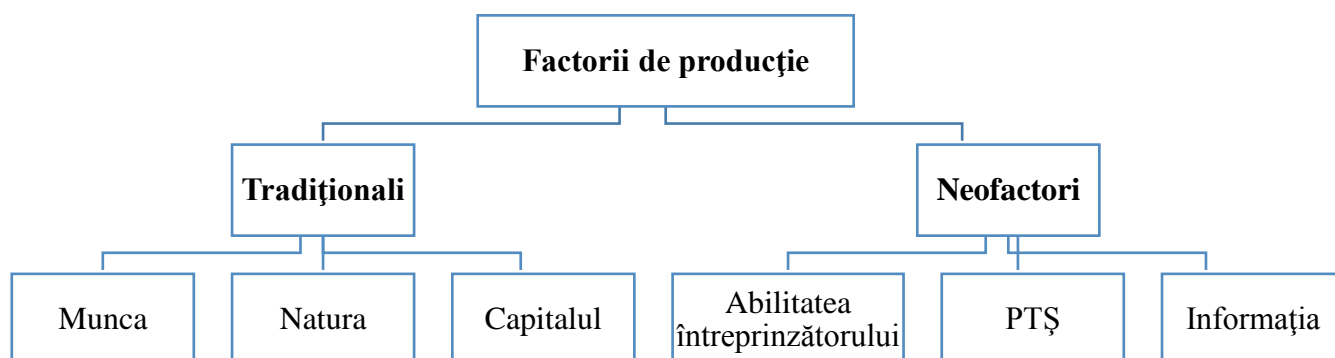 Factorii de producţie
Tradiţionali
Neofactori
Munca
Natura
Capitalul
Abilitatea
întreprinzătorului
PTŞ
Informaţia